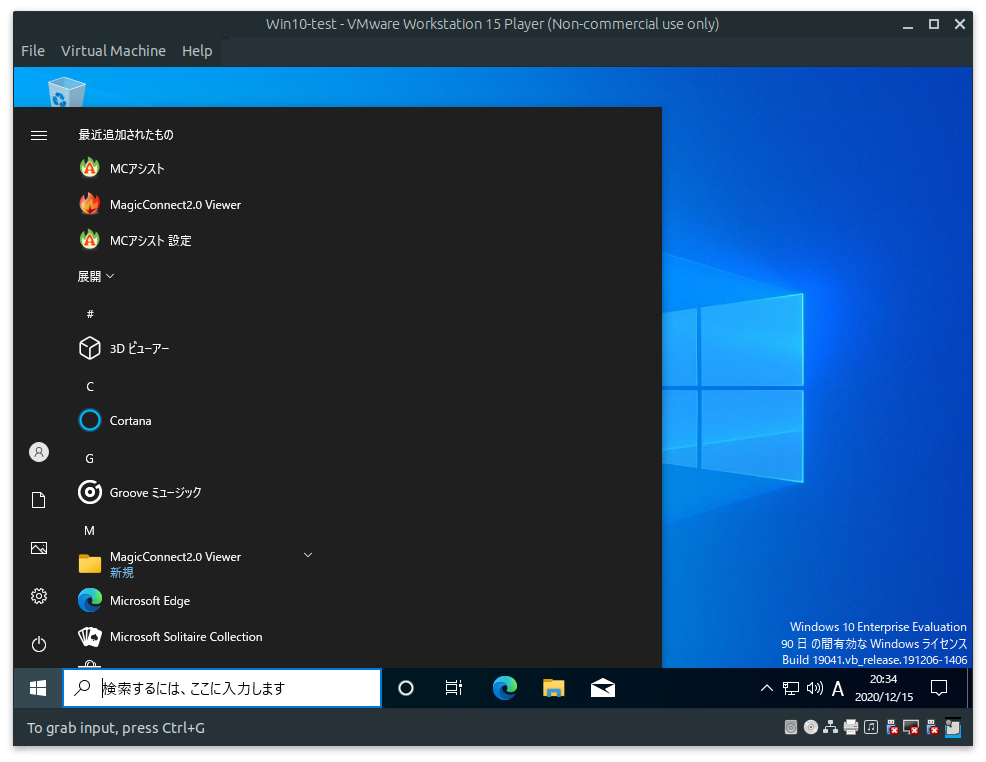 Win10-test - VMware Workstation 15 Player (Non-commercial use only)
File Virtual Machine Help
最近追加されたもの
MCアシスト
MagicConnect2.0 Viewer
MCアシスト 設定
展開
#
3D ビューアー
C
Cortana
G
Groove ミュージック
M
MagicConnect2.0 Viewer
新規
Microsoft Edge
Microsoft Solitaire Collection
Windows 10 Enterprise Evaluation
90 日 の間有効な Windows ライセンス
Build 19041.vb_release.191206-1406
検索するには、ここに入力します
A
20:34
2020/12/15
To grab input, press Ctrl+G